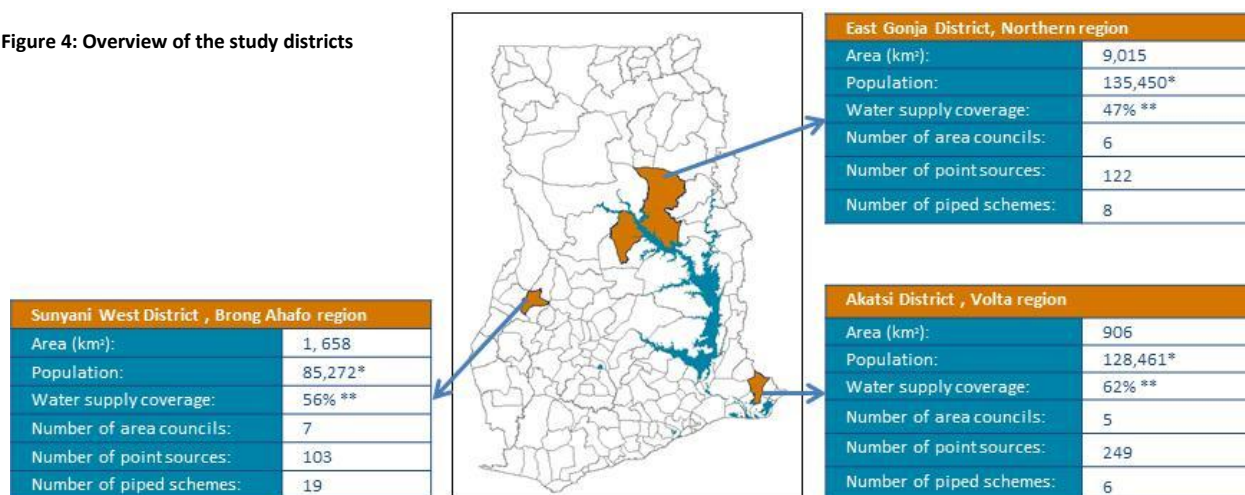 Figure 4: Overview of the study districts
East Gonja District, Northern region
Area (km²): 9,015
Population: 135,450*
Water supply coverage: 47% **
Number of area councils: 6
Number of point sources: 122
Number of piped schemes: 8
Sunyani West District , Brong Ahafo region
Area (km²): 1, 658
Population: 85,272*
Water supply coverage: 56% **
Number of area councils: 7
Number of point sources: 103
Number of piped schemes: 19
Akatsi District , Volta region
Area (km²): 906
Population: 128,461*
Water supply coverage: 62% **
Number of area councils: 5
Number of point sources: 249
Number of piped schemes: 6